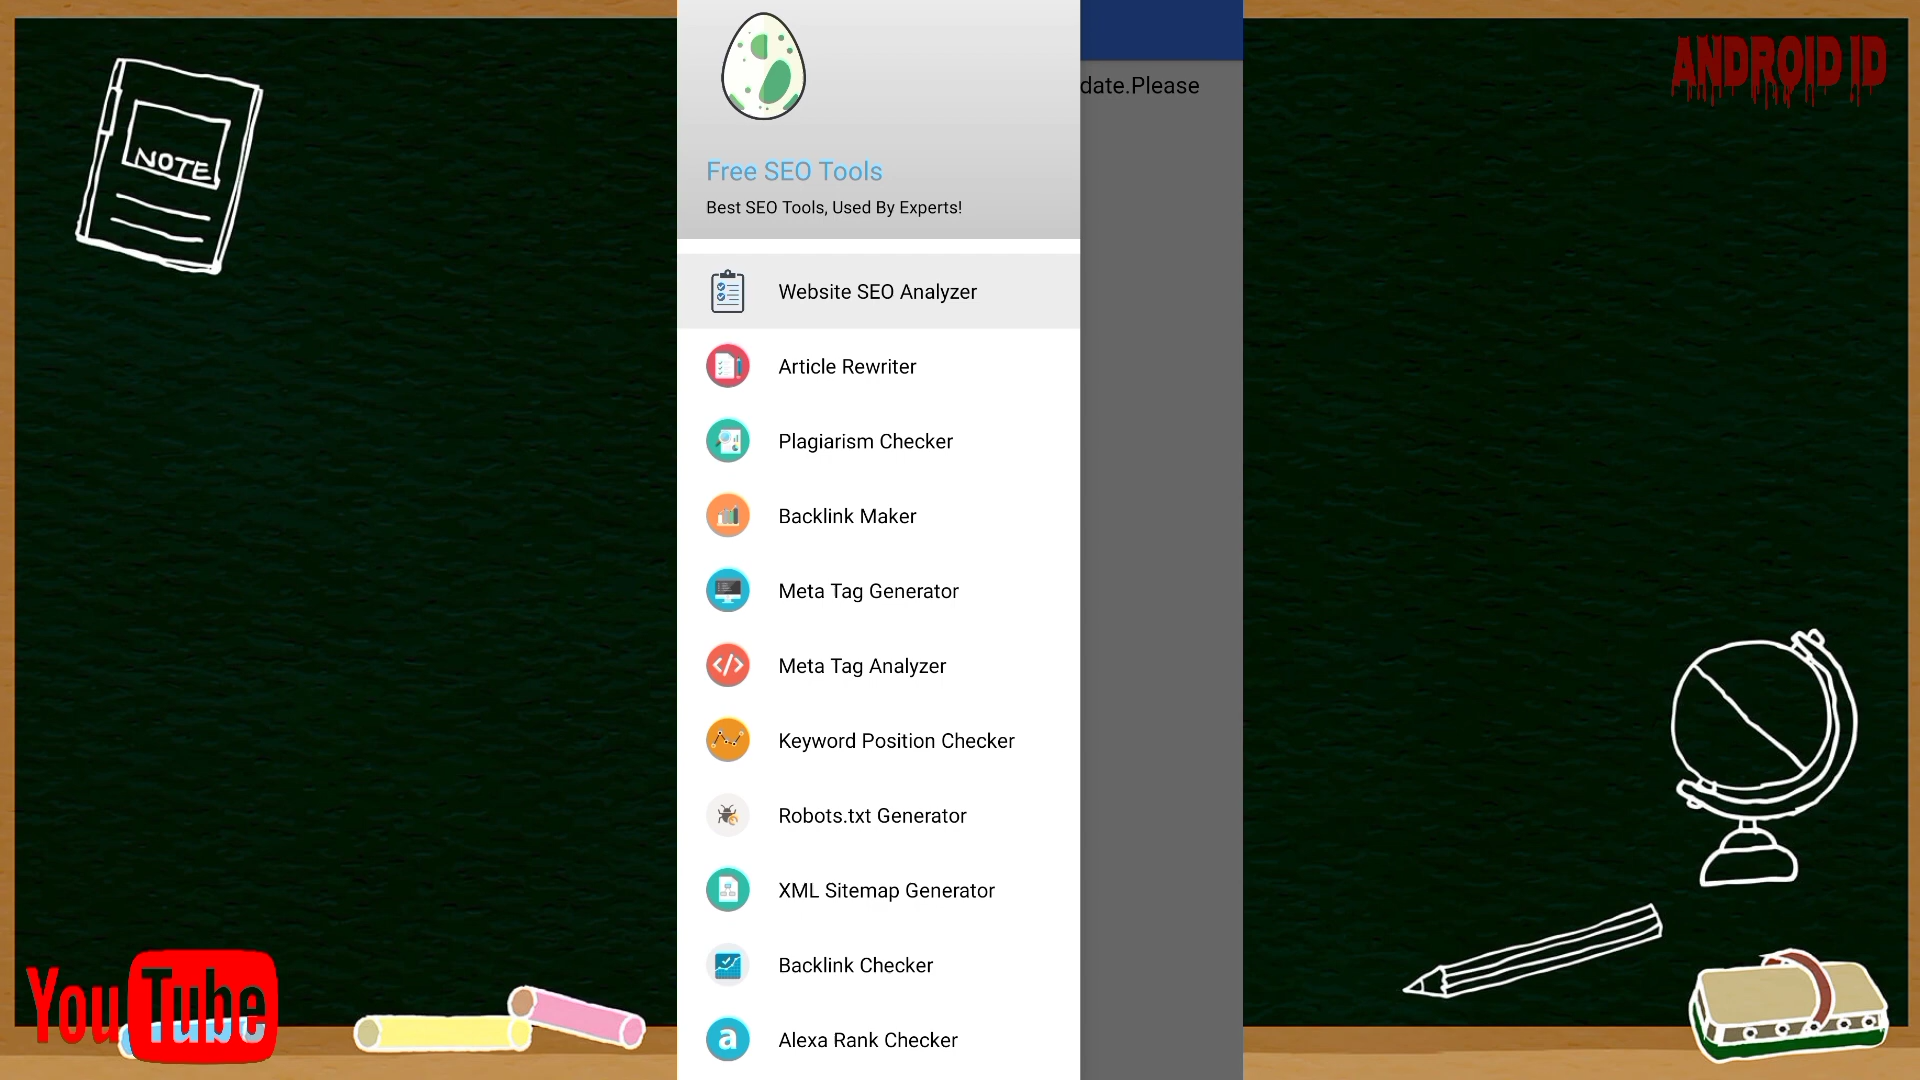 NOTE
ANDROID ID
date.Please
Free SEO Tools
Best SEO Tools, Used By Experts!
Website SEO Analyzer
Article Rewriter
Plagiarism Checker
Backlink Maker
Meta Tag Generator
Meta Tag Analyzer
Keyword Position Checker
Robots.txt Generator
XML Sitemap Generator
Backlink Checker
a Alexa Rank Checker
YouTube